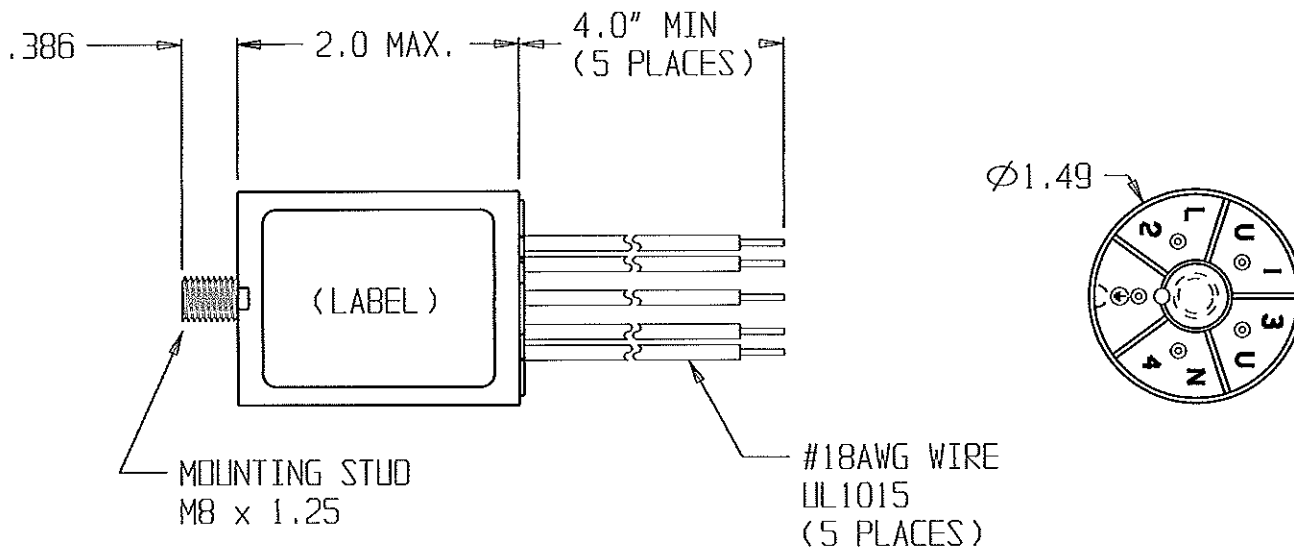 .386
2.0 MAX.
4.0" MIN
(5 PLACES)
Ø1.49
(LABEL)
L
2
U
1
3
U
4
N
MOUNTING STUD
M8 x 1.25
#18AWG WIRE
UL1015
(5 PLACES)